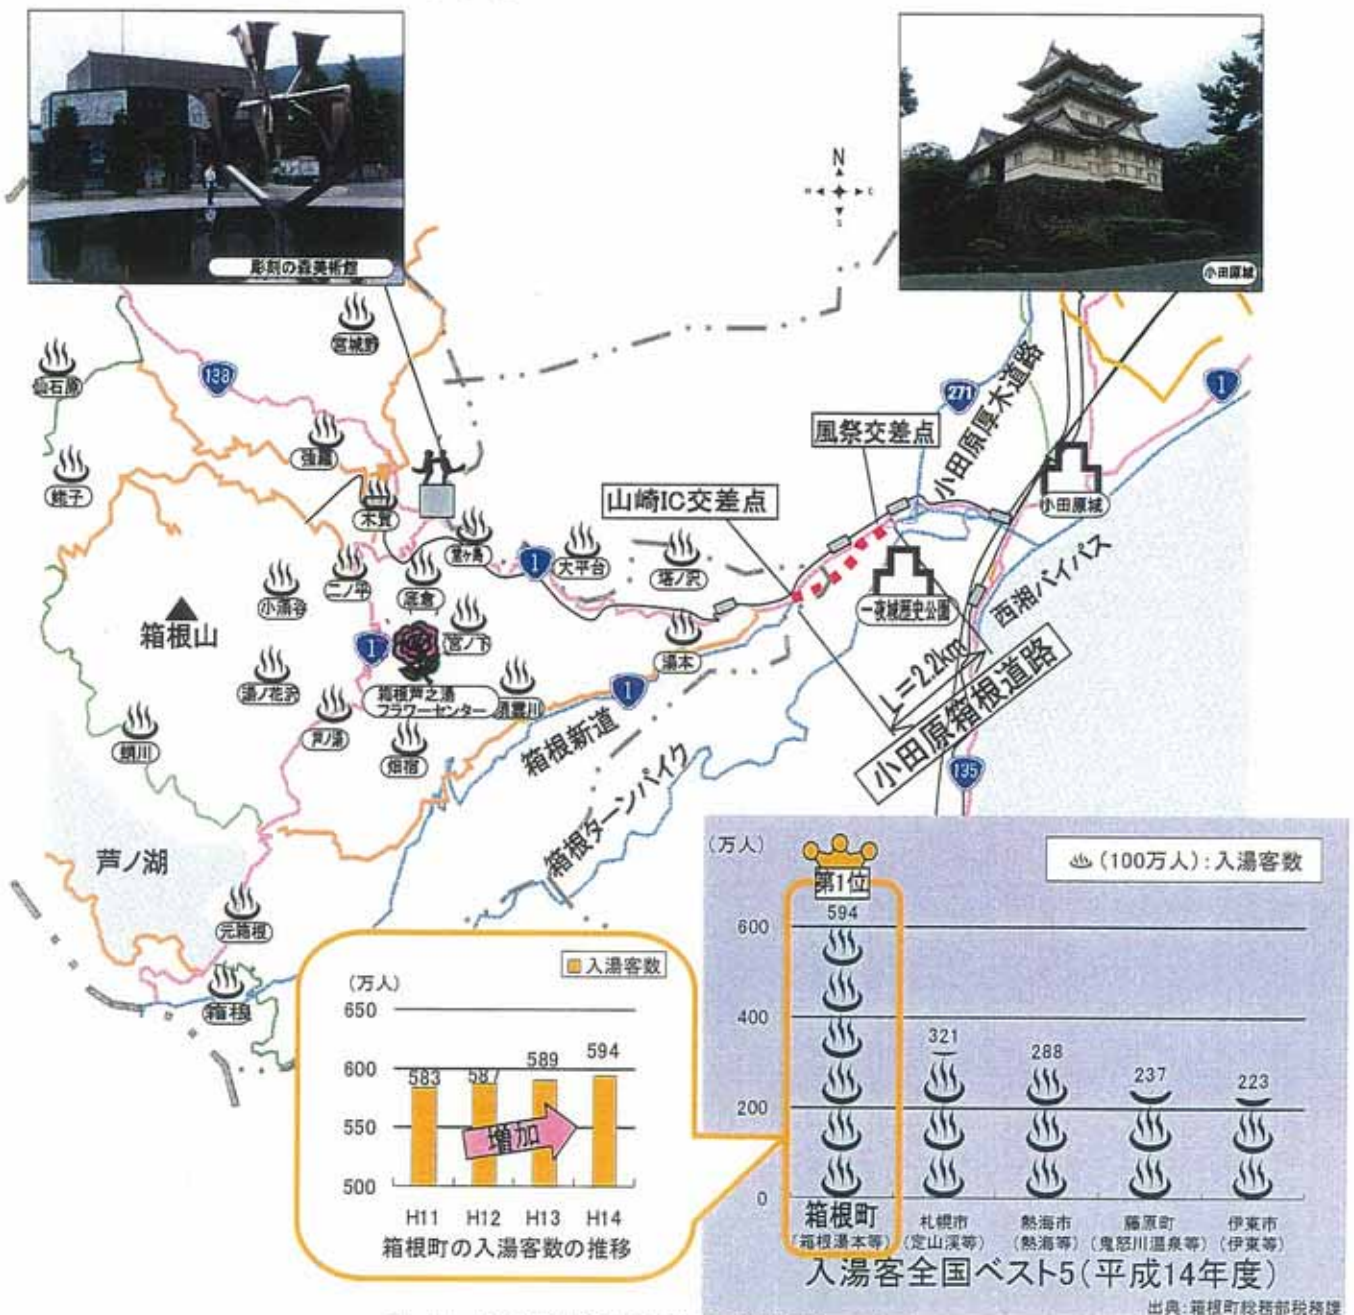 彫刻の森美術館
小田原城
N
宮城野
仙石原
138
271
小田原厚木道路
1
強羅
風祭交差点
山崎IC交差点
小田原城
木賀
堂ヶ島
1
大平台
塔ノ沢
二ノ平
底倉
小涌谷
一夜城歴史公園
西湘バイパス
箱根山
1
宮ノ下
湯本
L=2.2km
小田原箱根道路
湯ノ花沢
箱根芦之湯
フラワーセンター
須雲川
1
芦ノ湯
箱根新道
畑宿
135
箱根ターンパイク
芦ノ湖
元箱根
箱根
入湯客数
(万人)
650
600
550
500
583
587
589
594
増加
H11 H12 H13 H14
箱根町の入湯客数の推移
(万人)
(100万人):入湯客数
第1位
600
400
200
0
594
321
288
237
223
箱根町 札幌市 熱海市 藤原町 伊東市
(箱根湯本等) (定山渓等) (熱海等) (鬼怒川温泉等) (伊東等)
入湯客全国ベスト5(平成14年度)
出典:箱根町総務部税務課